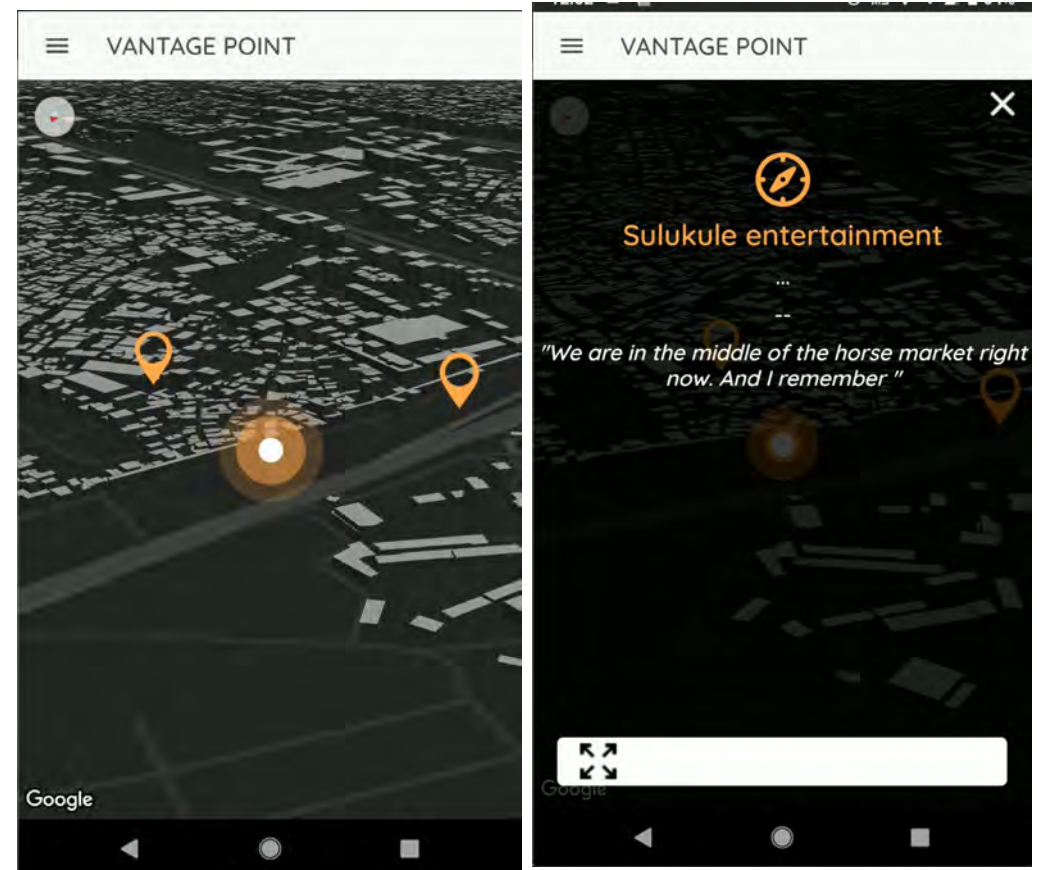 VANTAGE POINT
Google
VANTAGE POINT
Sulukule entertainment
...
--
"We are in the middle of the horse market right
now. And I remember "
Google